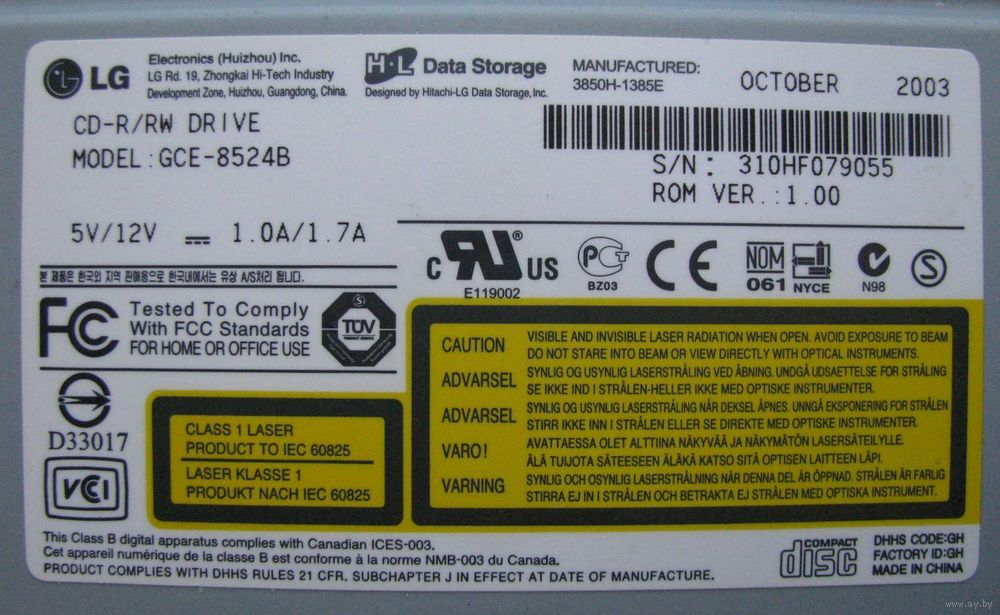 LG
Electronics (Huizhou) Inc.
LG Rd. 19, Zhongkai Hi-Tech Industry
Development Zone, Huizhou, Guangdong, China.
H·L Data Storage
Designed by Hitachi-LG Data Storage, Inc.
MANUFACTURED:
3850H-1385E
OCTOBER 2003
CD-R/RW DRIVE
MODEL:GCE-8524B
S/N: 310HF079055
ROM VER.:1.00
5V/12V 1.0A/1.7A
본 제품은 한국외 지역 판매용으로 한국내에서는 유상 A/S처리 됩니다.
FC
Tested To Comply
With FCC Standards
FOR HOME OR OFFICE USE
S
TÜV
PRODUCT SERVICE
c RU ® US
E119002
PCT
BZ03
CE
NOM
061
NYCE
N98
S
D33017
VCI
CLASS 1 LASER
PRODUCT TO IEC 60825
LASER KLASSE 1
PRODUKT NACH IEC 60825
CAUTION VISIBLE AND INVISIBLE LASER RADIATION WHEN OPEN. AVOID EXPOSURE TO BEAM
DO NOT STARE INTO BEAM OR VIEW DIRECTLY WITH OPTICAL INSTRUMENTS.
ADVARSEL SYNLIG OG USYNLIG LASERSTRÅLING VED ÅBNING. UNDGÅ UDSAETTELSE FOR STRÅLING
SE IKKE IND I STRÅLEN-HELLER IKKE MED OPTISKE INSTRUMENTER.
ADVARSEL SYNLIG OG USYNLIG LASERSTRÅLING NÅR DEKSEL ÅPNES. UNNGÅ EKSPONERING FOR STRÅLEN
STIRR IKKE INN I STRÅLEN ELLER SE DIREKTE MED OPTISKE INSTRUMENTER.
VARO! AVATTAESSA OLET ALTTIINA NÄKYVÄÄ JA NÄKYMÄTÖN LASERSÄTEILYLLE.
ÄLÄ TUIJOTA SÄTEESEEN ÄLÄKÄ KATSO SITÄ OPTISEN LAITTEEN LÄPI.
VARNING SYNLIG OCH OSYNLIG LASERSTRÅLNING NÄR DENNA DEL ÄR ÖPPNAD. STRÅLEN ÄR FARLIG
STIRRA EJ IN I STRÅLEN OCH BETRAKTA EJ STRÅLEN MED OPTISKA INSTRUMENT.
This Class B digital apparatus complies with Canadian ICES-003.
Cet appareil numérique de la classe B est conforme à la norme NMB-003 du Canada.
PRODUCT COMPLIES WITH DHHS RULES 21 CFR. SUBCHAPTER J IN EFFECT AT DATE OF MANUFACTURE.
COMPACT
disc
DHHS CODE:GH
FACTORY ID:GH
MADE IN CHINA
www.ay.by